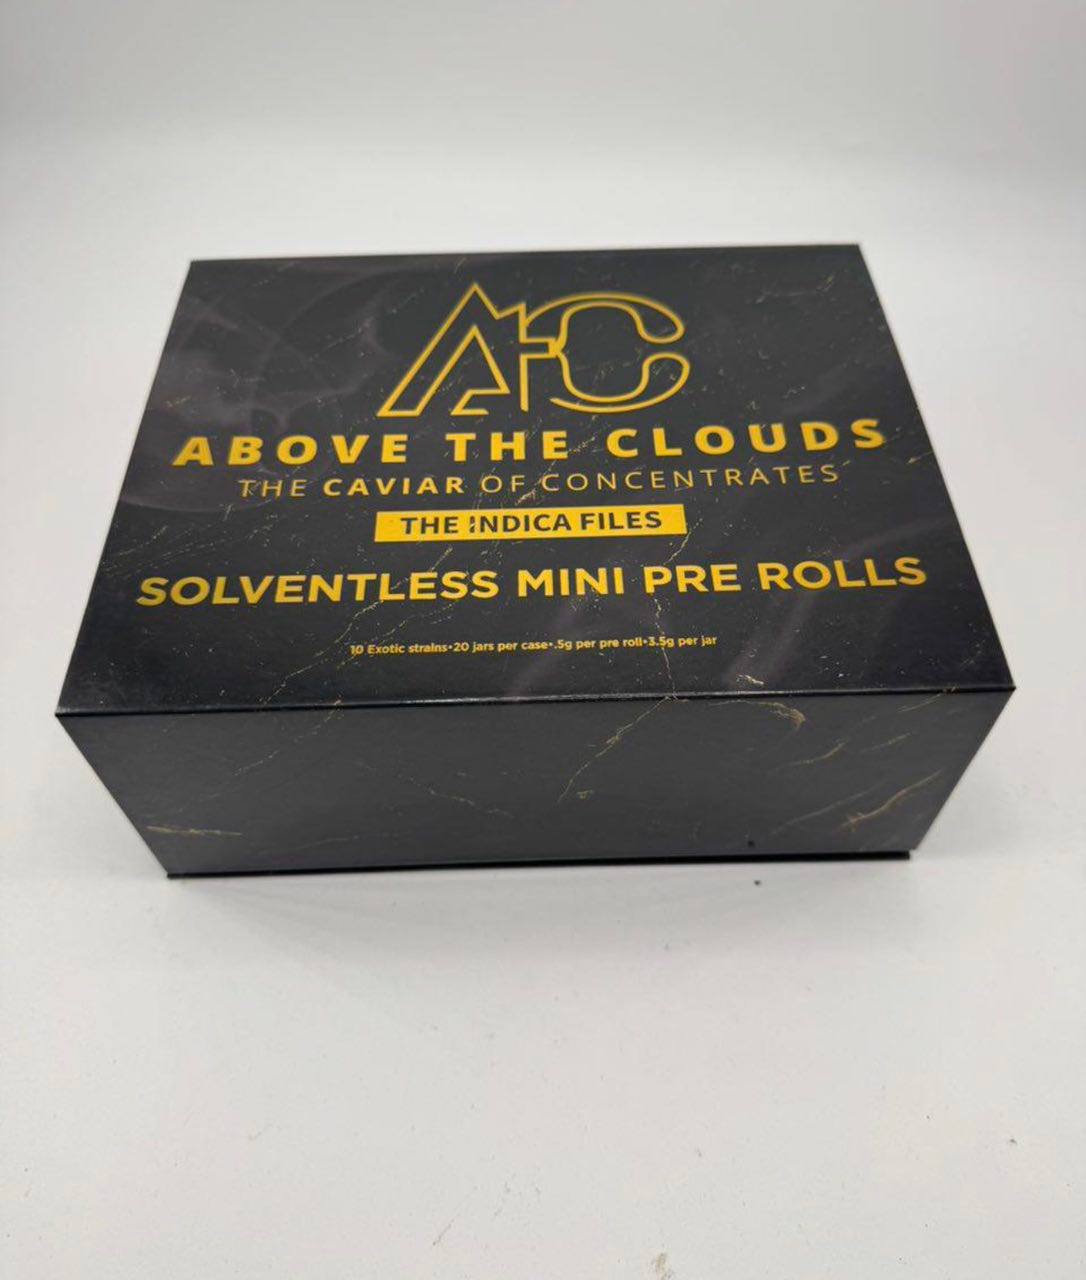 AC
ABOVE THE CLOUDS
THE CAVIAR OF CONCENTRATES
THE INDICA FILES
SOLVENTLESS MINI PRE ROLLS
10 Exotic strains•20 jars per case•.5g per pre roll•3.5g per jar